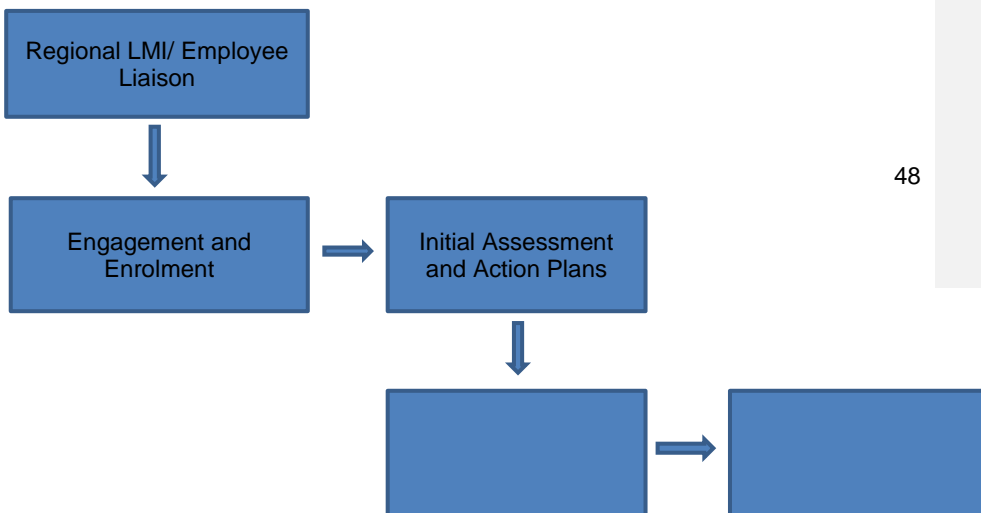 Regional LMI/ Employee
Liaison
48
Engagement and
Enrolment
Initial Assessment
and Action Plans